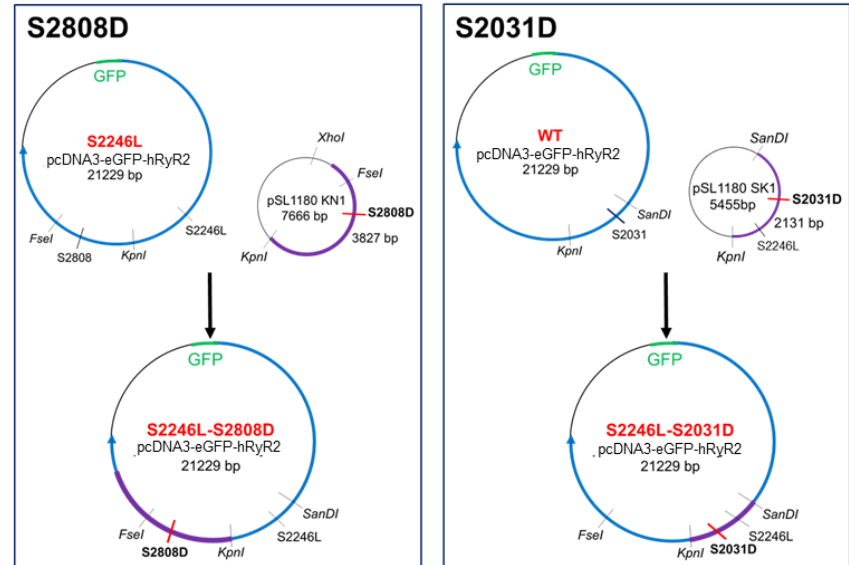 S2808D
GFP
S2246L
pcDNA3-eGFP-hRyR2
21229 bp
FseI
S2808
KpnI
S2246L
XhoI
FseI
pSL1180 KN1
7666 bp
S2808D
3827 bp
KpnI
GFP
S2246L-S2808D
pcDNA3-eGFP-hRyR2
21229 bp
FseI
S2808D
KpnI
S2246L
SanDI
S2031D
GFP
WT
pcDNA3-eGFP-hRyR2
21229 bp
SanDI
S2031
KpnI
SanDI
pSL1180 SK1
5455bp
S2031D
2131 bp
S2246L
KpnI
GFP
S2246L-S2031D
pcDNA3-eGFP-hRyR2
21229 bp
FseI
KpnI
S2031D
S2246L
SanDI